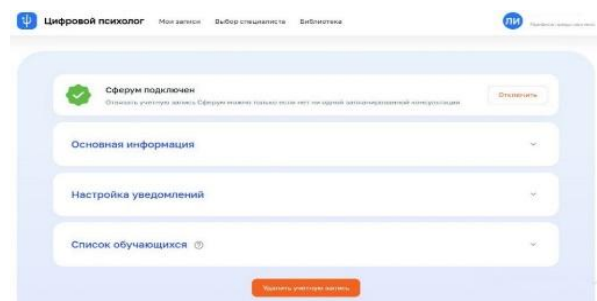 Цифровой психолог
Мои записи
Выбор специалиста
Библиотека
ЛИ
Сферум подключен
Отвязать учетную запись Сферум можно только если нет ни одной запланированной консультации
Отключить
Основная информация
Настройка уведомлений
Список обучающихся
Удалить учетную запись